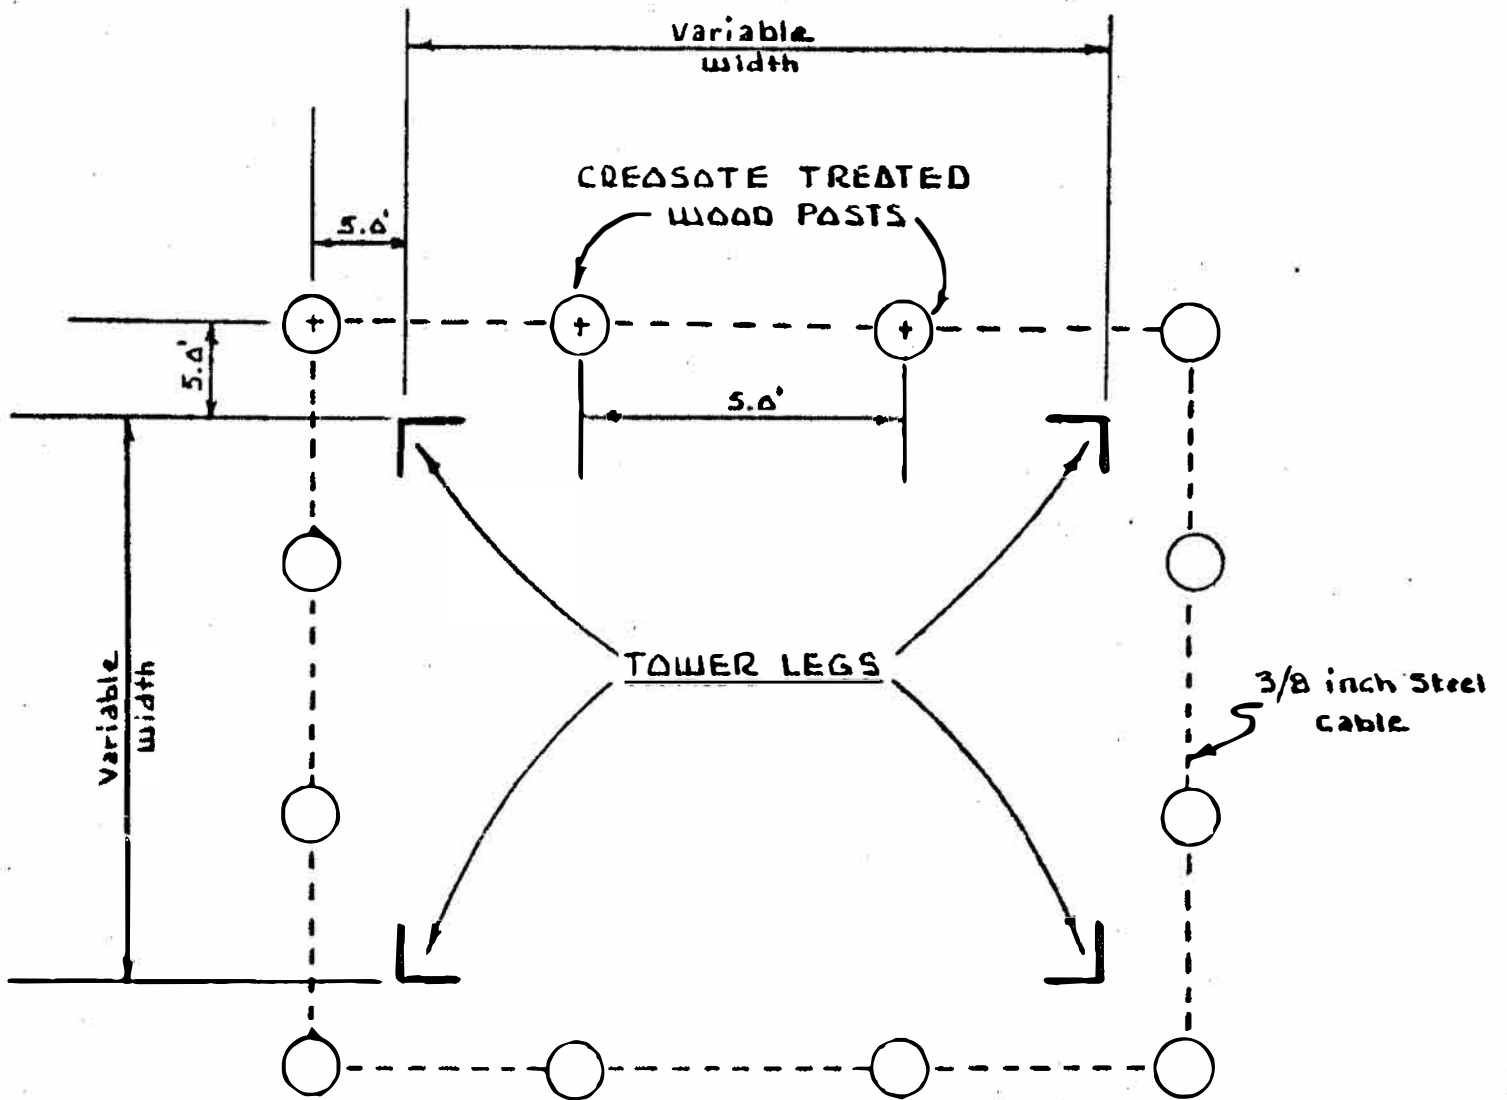 Variable
width
CREOSOTE TREATED
WOOD POSTS
5.0'
5.0'
5.0'
TOWER LEGS
Variable
width
3/8 inch Steel
cable